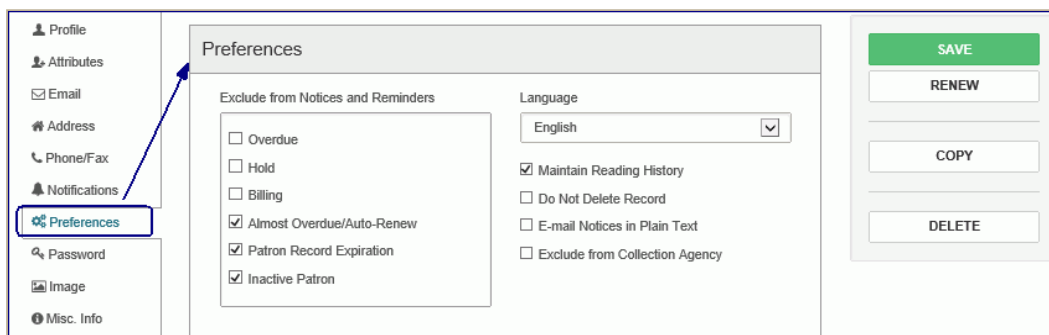 Profile
Attributes
Email
Address
Phone/Fax
Notifications
Preferences
Password
Image
Misc. Info
Preferences
Exclude from Notices and Reminders
Overdue
Hold
Billing
Almost Overdue/Auto-Renew
Patron Record Expiration
Inactive Patron
Language
English
Maintain Reading History
Do Not Delete Record
E-mail Notices in Plain Text
Exclude from Collection Agency
SAVE
RENEW
COPY
DELETE